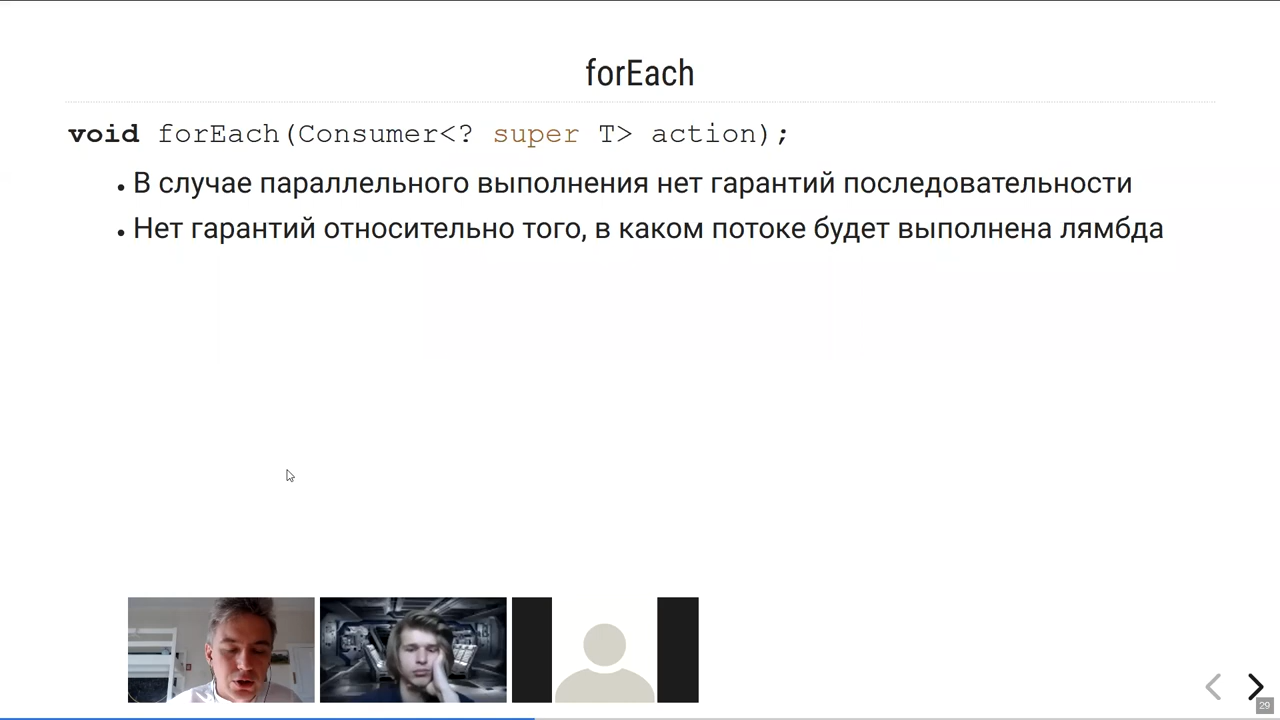 forEach
void forEach(Consumer<? super T> action);
• В случае параллельного выполнения нет гарантий последовательности
• Нет гарантий относительно того, в каком потоке будет выполнена лямбда
29